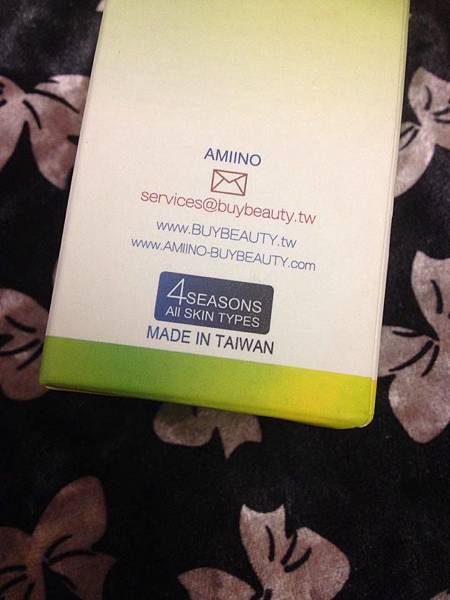 AMIINO
services@buybeauty.tw
www.BUYBEAUTY.tw
www.AMIINO-BUYBEAUTY.com
4SEASONS
All SKIN TYPES
MADE IN TAIWAN